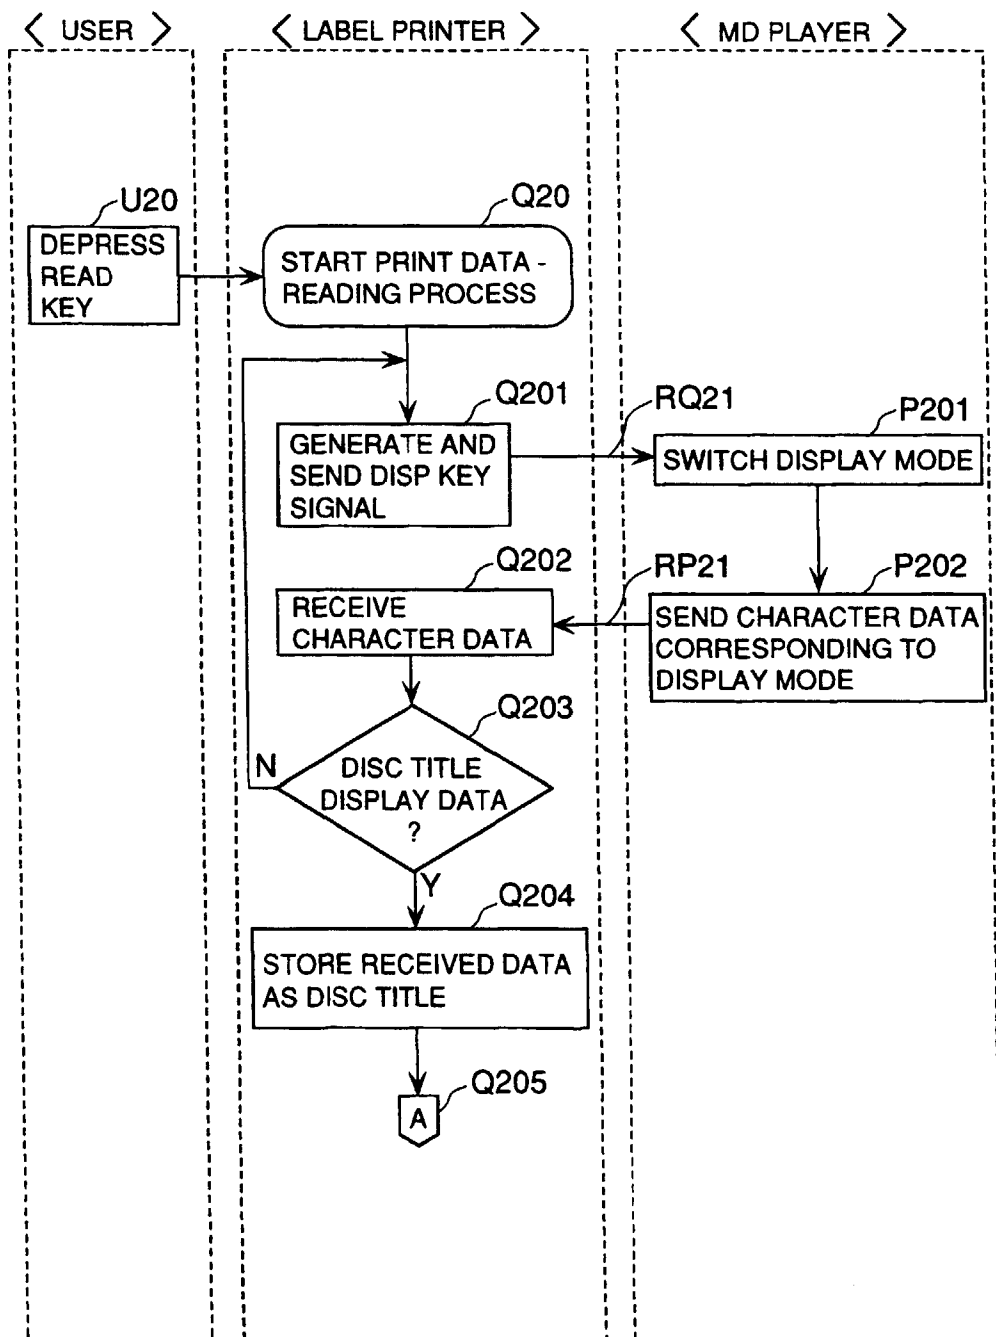 < USER >
< LABEL PRINTER >
< MD PLAYER >
U20
DEPRESS
READ
KEY
Q20
START PRINT DATA -
READING PROCESS
Q201
GENERATE AND
SEND DISP KEY
SIGNAL
RQ21
P201
SWITCH DISPLAY MODE
Q202
RECEIVE
CHARACTER DATA
RP21
P202
SEND CHARACTER DATA
CORRESPONDING TO
DISPLAY MODE
Q203
DISC TITLE
DISPLAY DATA
?
N
Y
Q204
STORE RECEIVED DATA
AS DISC TITLE
Q205
A